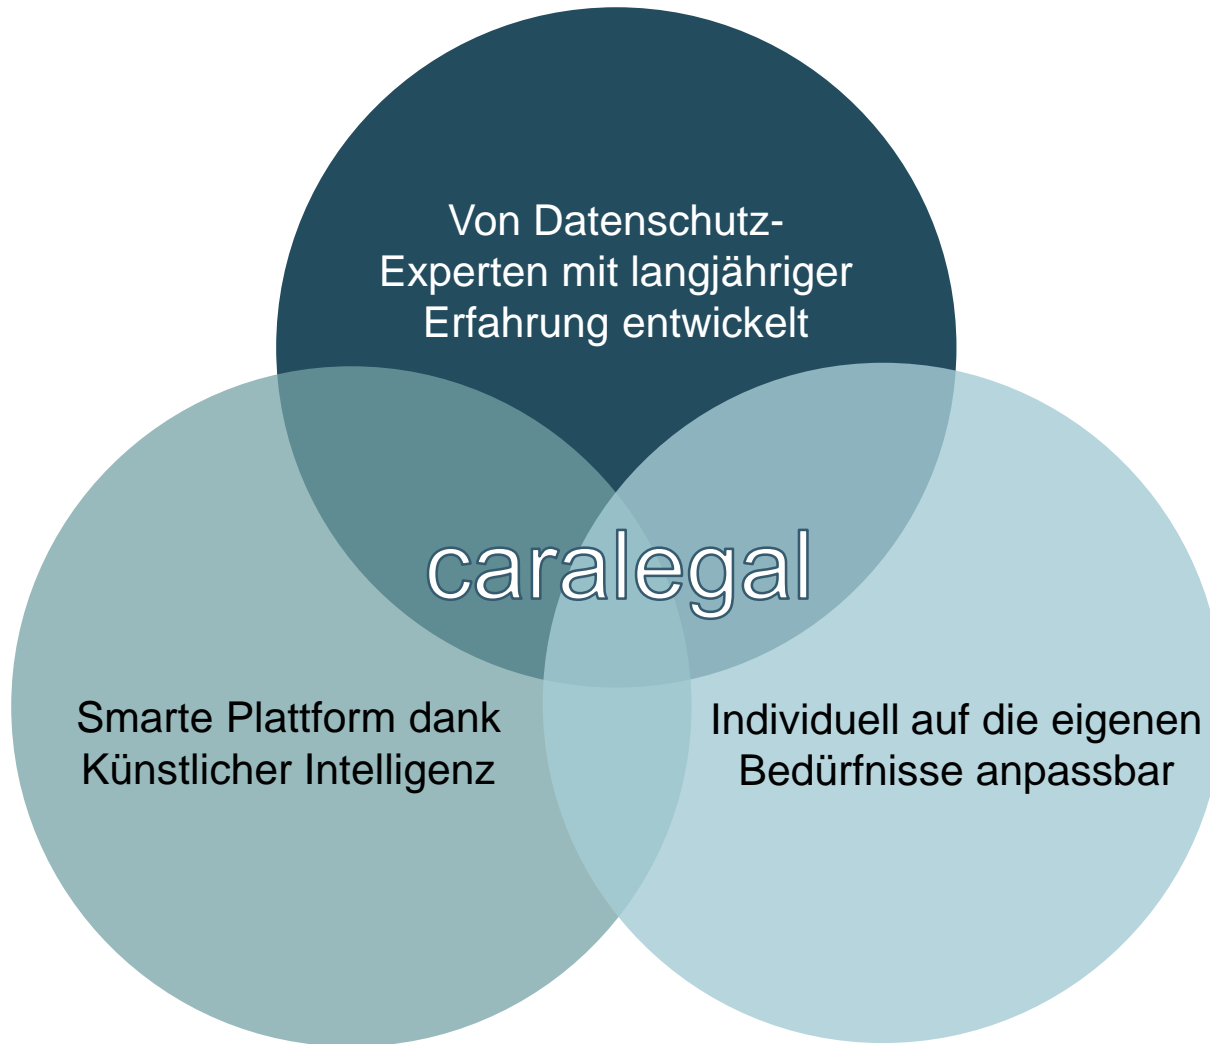 Von Datenschutz-
Experten mit langjähriger
Erfahrung entwickelt
caralegal
Smarte Plattform dank
Künstlicher Intelligenz
Individuell auf die eigenen
Bedürfnisse anpassbar